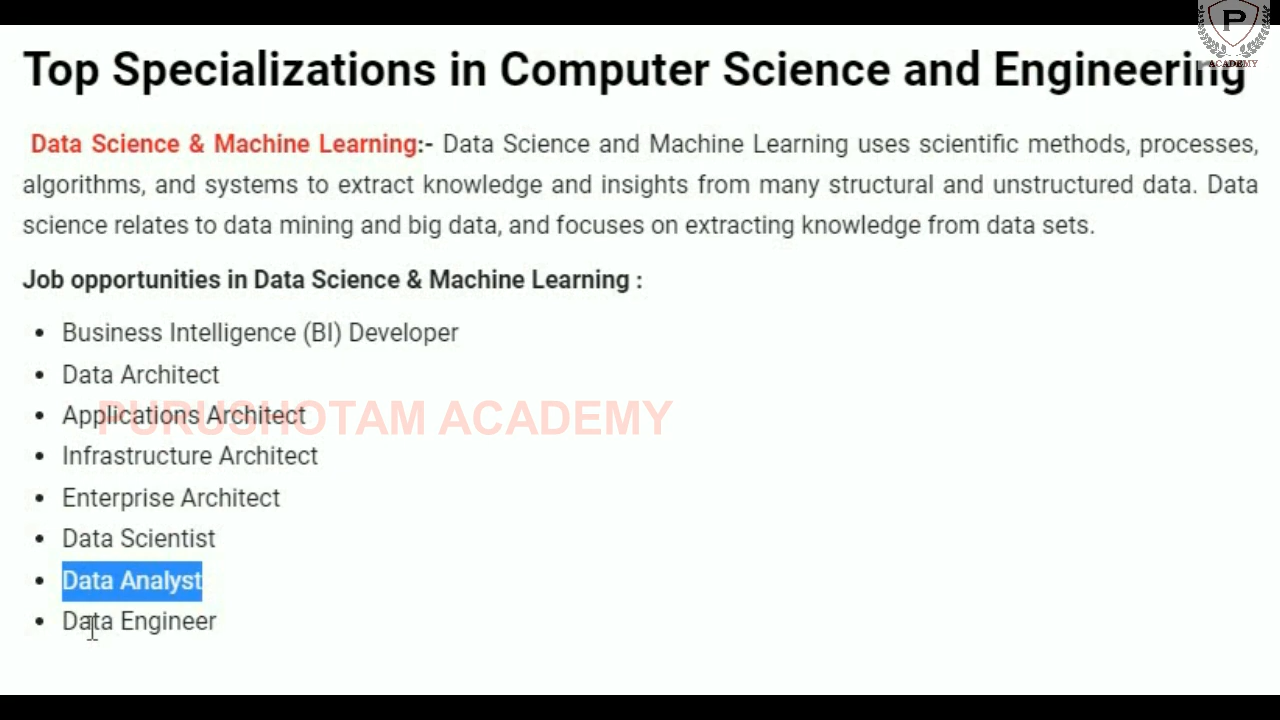 P
ACADEMY
Top Specializations in Computer Science and Engineering
Data Science & Machine Learning:- Data Science and Machine Learning uses scientific methods, processes,
algorithms, and systems to extract knowledge and insights from many structural and unstructured data. Data
science relates to data mining and big data, and focuses on extracting knowledge from data sets.
Job opportunities in Data Science & Machine Learning :
• Business Intelligence (BI) Developer
• Data Architect
• Applications Architect
PURUSHOTAM ACADEMY
• Infrastructure Architect
• Enterprise Architect
• Data Scientist
• Data Analyst
• Data Engineer